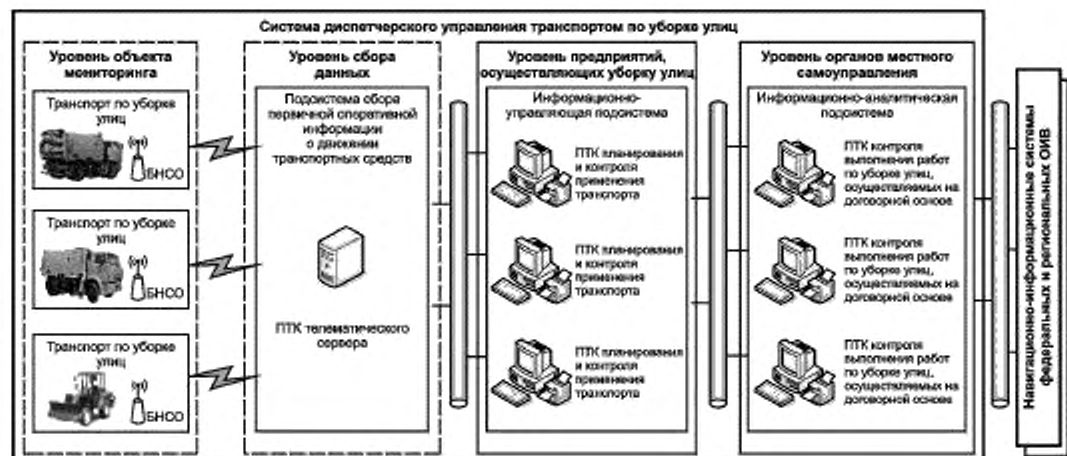 Система диспетчерского управления транспортом по уборке улиц
Уровень объекта
мониторинга
Транспорт по уборке
улиц
БНСО
Транспорт по уборке
улиц
БНСО
Транспорт по уборке
улиц
БНСО
Уровень сбора
данных
Подсистема сбора
первичной оперативной
информации
о движении
транспортных средств
ПТК телематического
сервера
Уровень предприятий,
осуществляющих уборку улиц
Информационно-
управляющая подсистема
ПТК планирования
и контроля
применения
транспорта
ПТК планирования
и контроля
применения
транспорта
ПТК планирования
и контроля
применения
транспорта
Уровень органов местного
самоуправления
Информационно-аналитическая
подсистема
ПТК контроля
выполнения работ
по уборке улиц,
осуществляемых на
договорной основе
ПТК контроля
выполнения работ
по уборке улиц,
осуществляемых на
договорной основе
ПТК контроля
выполнения работ
по уборке улиц,
осуществляемых на
договорной основе
Навигационно-информационные системы
федеральных и региональных ОИВ